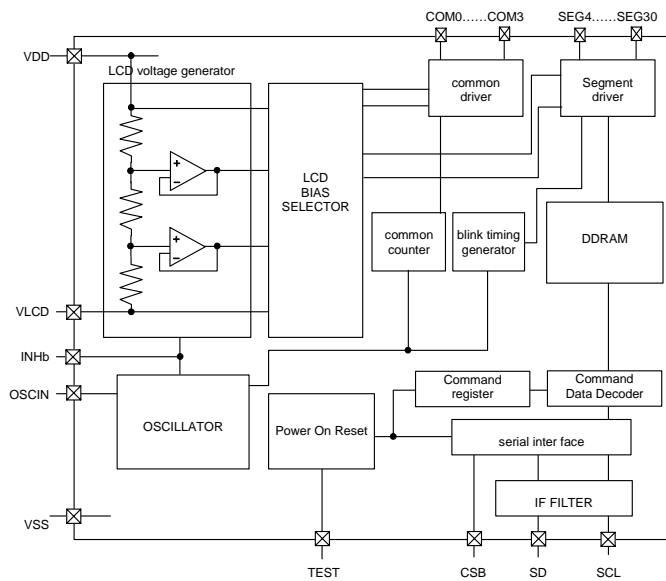 COM0……COM3
SEG4……SEG30
VDD
LCD voltage generator
common
driver
Segment
driver
LCD
BIAS
SELECTOR
common
counter
blink timing
generator
DDRAM
VLCD
INHb
OSCIN
OSCILLATOR
Command
register
Command
Data Decoder
Power On Reset
serial inter face
IF FILTER
VSS
TEST
CSB
SD
SCL